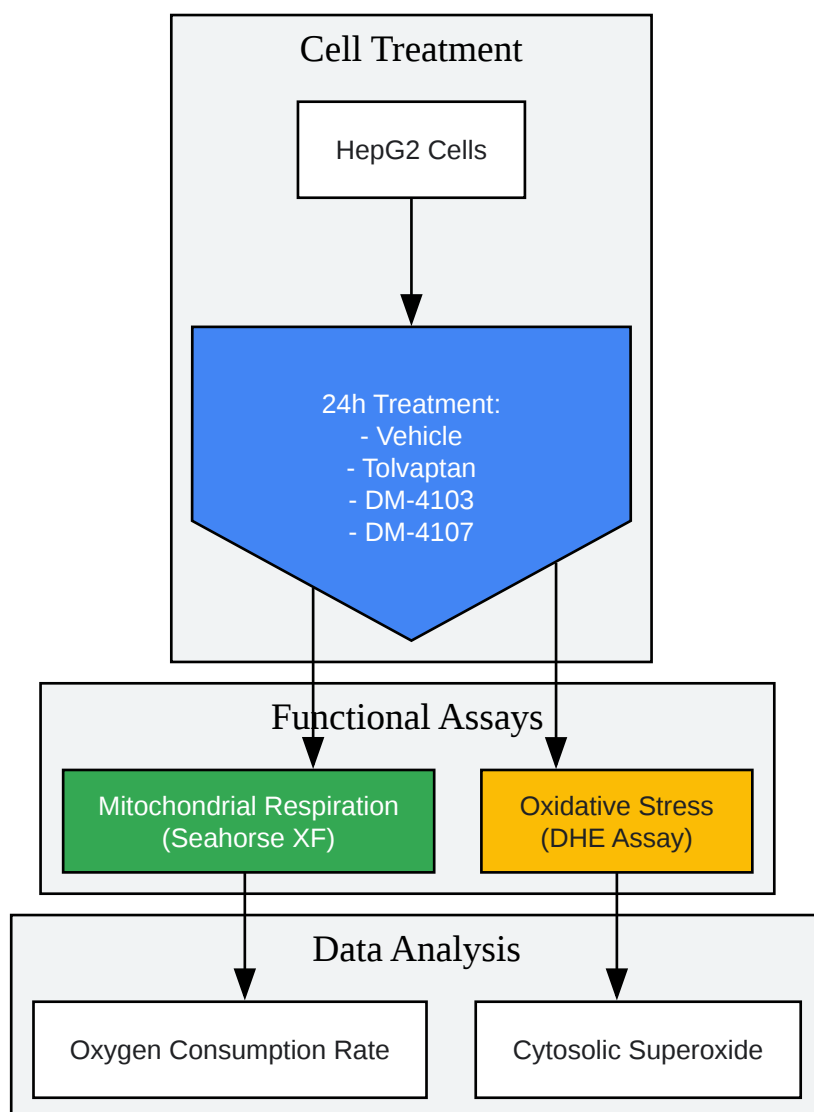 Cell Treatment
HepG2 Cells
24h Treatment:
- Vehicle
- Tolvaptan
- DM-4103
- DM-4107
Functional Assays
Mitochondrial Respiration
(Seahorse XF)
Oxidative Stress
(DHE Assay)
Data Analysis
Oxygen Consumption Rate
Cytosolic Superoxide